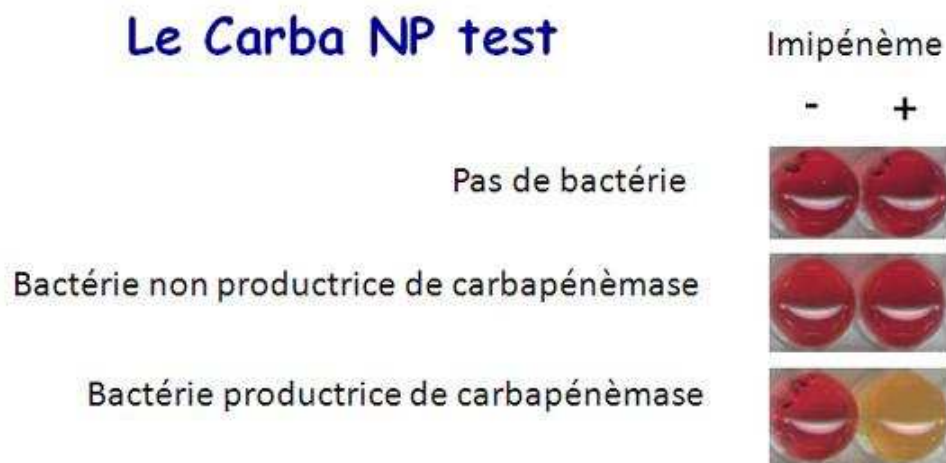 Le Carba NP test
Imipénème
- +
Pas de bactérie
Bactérie non productrice de carbapénèmase
Bactérie productrice de carbapénèmase